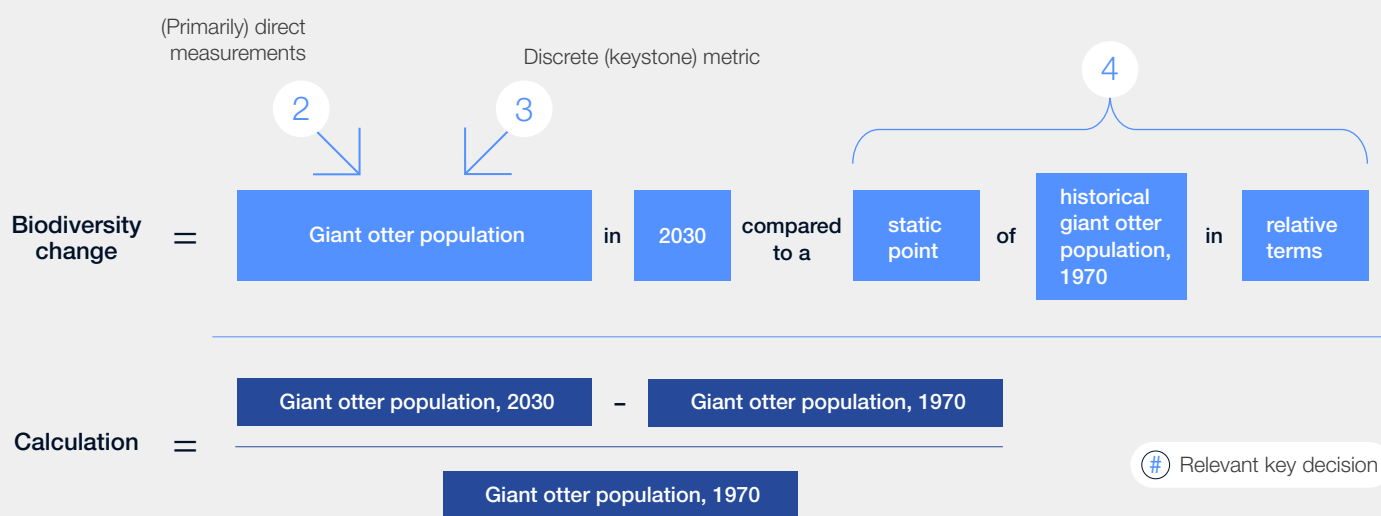 (Primarily) direct
measurements
Discrete (keystone) metric
2
3
4
Biodiversity
change
=
Giant otter population
in
2030
compared
to a
static
point
of
historical
giant otter
population,
1970
in
relative
terms
Calculation
=
Giant otter population, 2030
–
Giant otter population, 1970
Giant otter population, 1970
# Relevant key decision